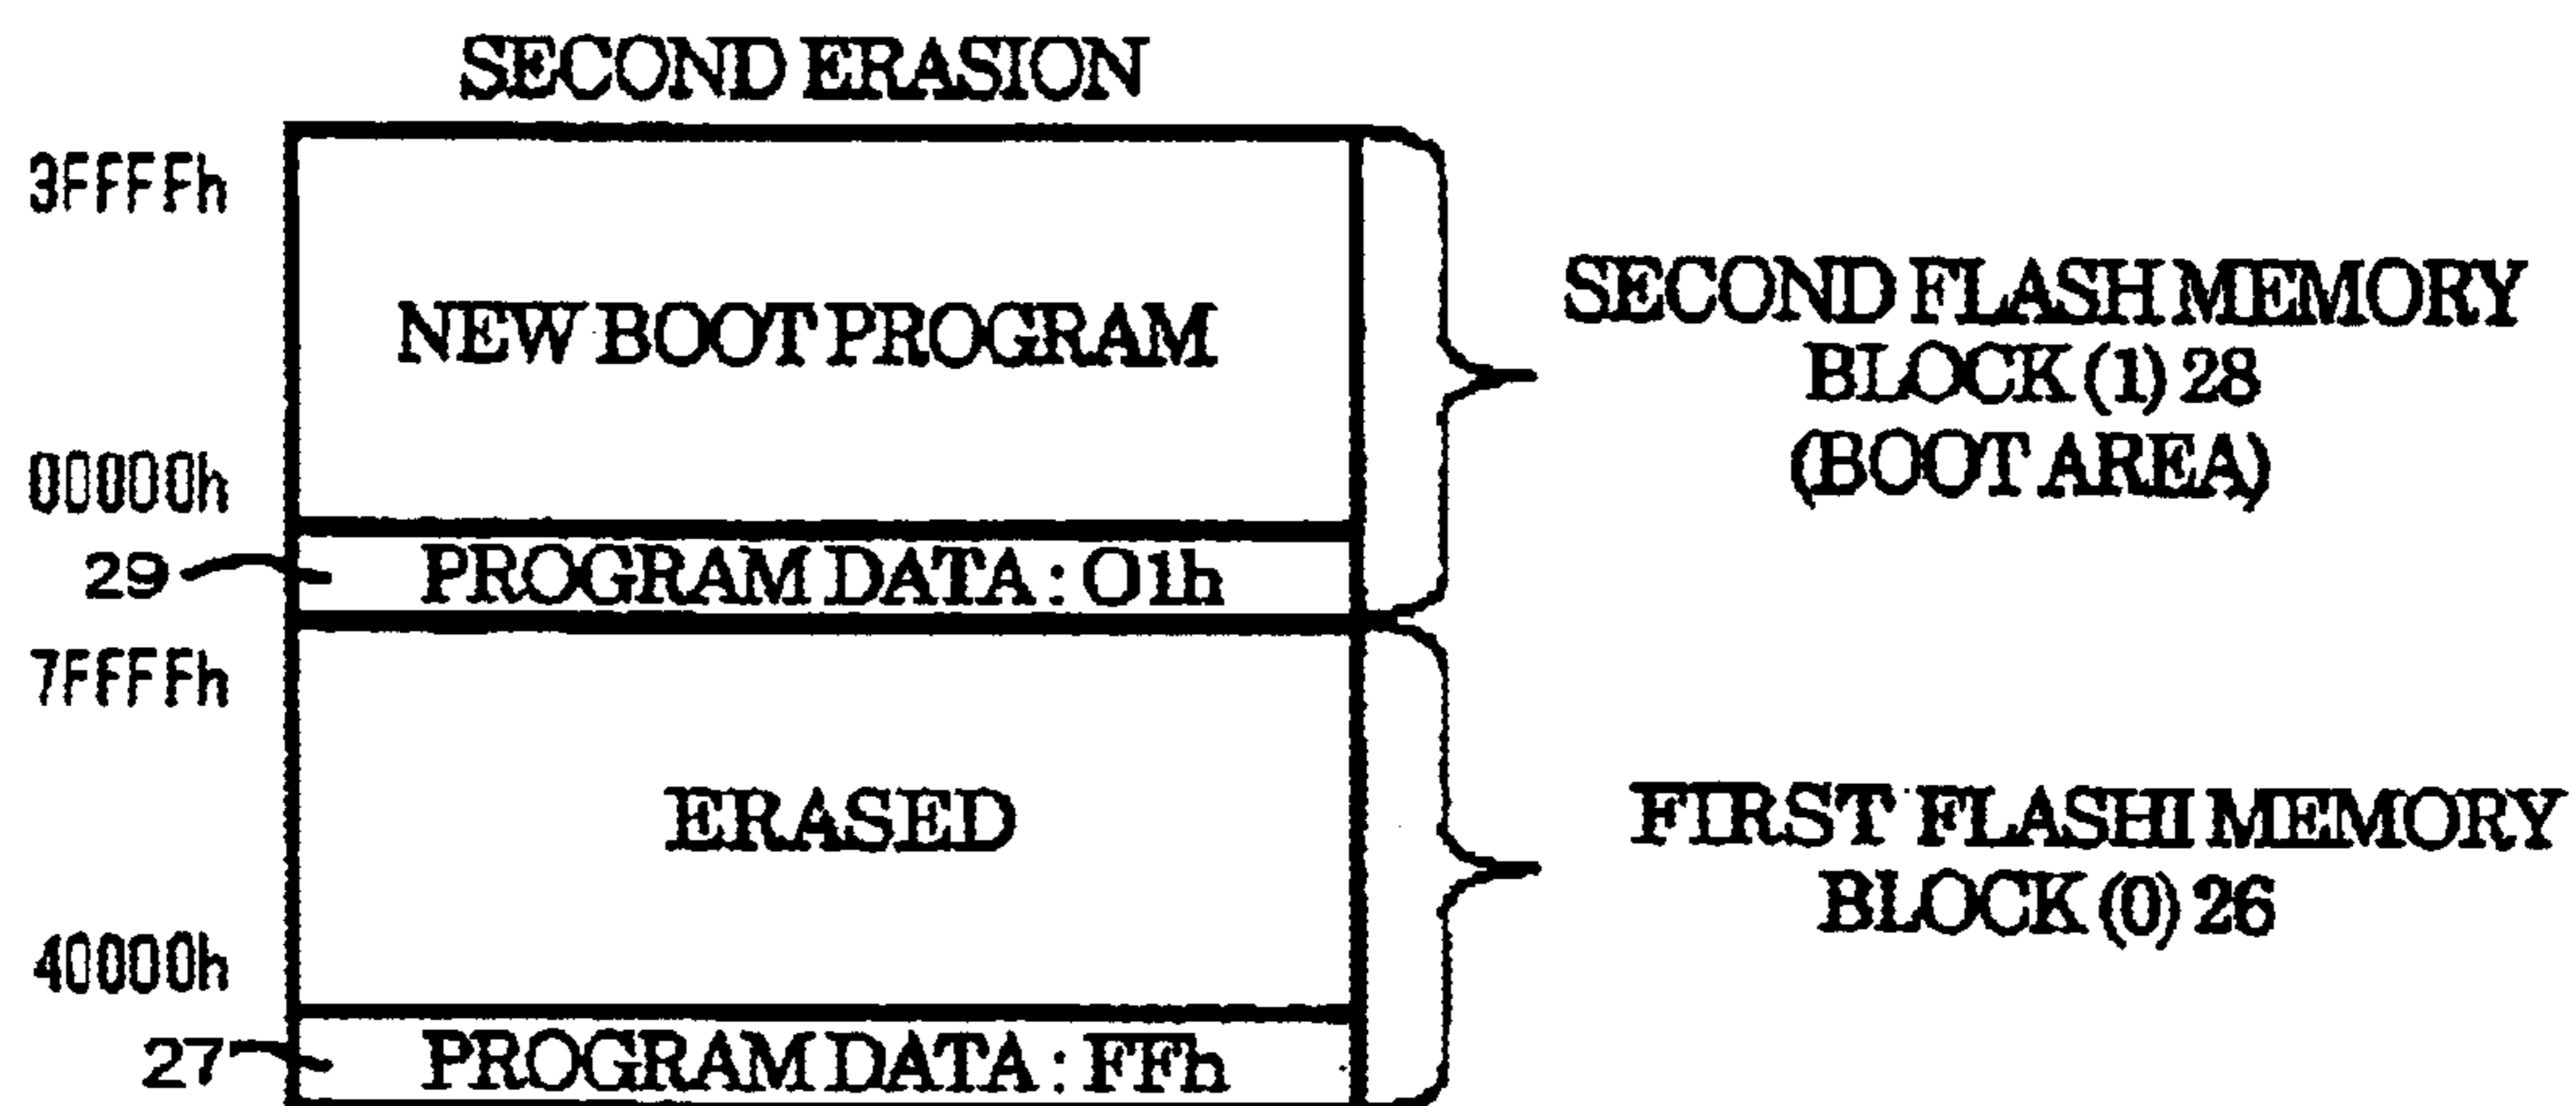 SECOND ERASION
3FFFFh
NEW BOOT PROGRAM
SECOND FLASH MEMORY
BLOCK (1) 28
(BOOT AREA)
00000h
29
PROGRAM DATA : 01h
7FFFFh
ERASED
FIRST FLASH MEMORY
BLOCK (0) 26
40000h
27
PROGRAM DATA : FFh